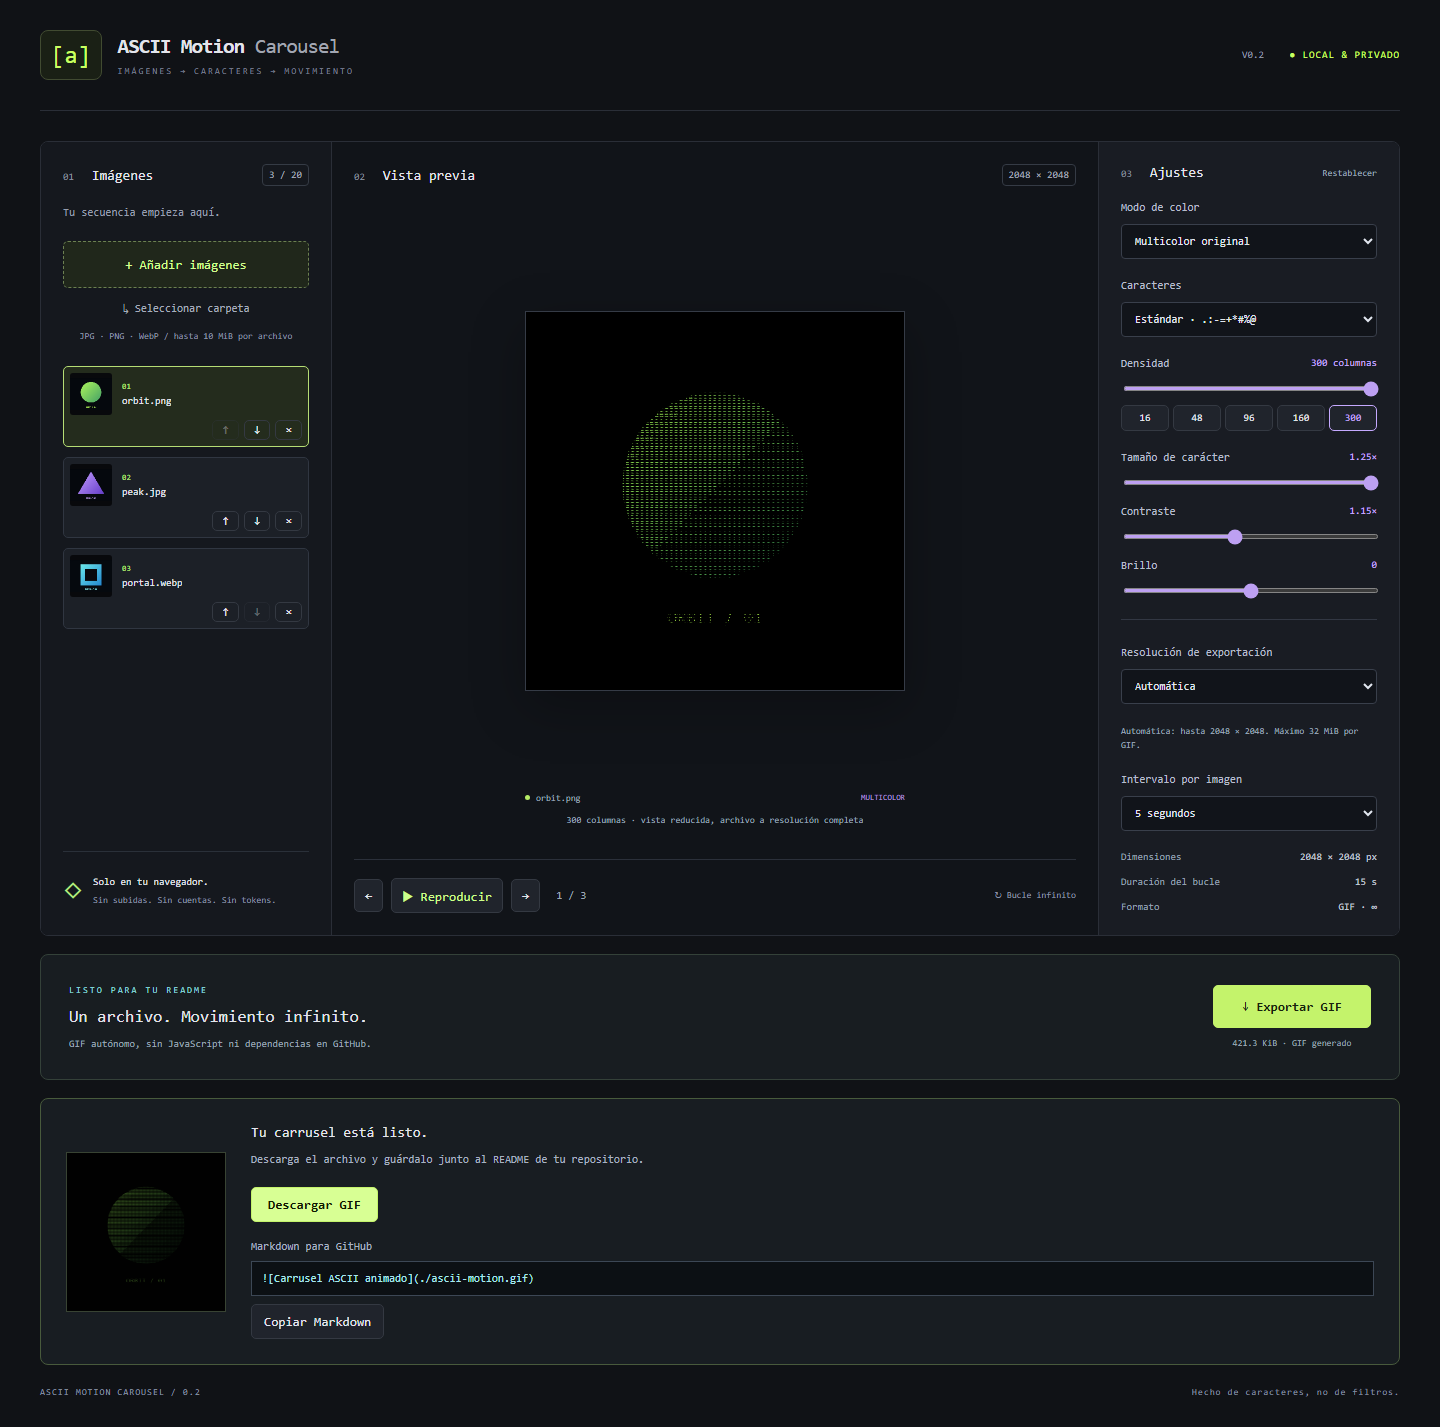 [a]
ASCII Motion Carousel
IMÁGENES → CARACTERES → MOVIMIENTO
V0.2
● LOCAL & PRIVADO
01 Imágenes
3 / 20
Tu secuencia empieza aquí.
+ Añadir imágenes
↳ Seleccionar carpeta
JPG · PNG · WebP / hasta 10 MiB por archivo
01
orbit.png
↑ ↓ ×
02
peak.jpg
↑ ↓ ×
03
portal.webp
↑ ↓ ×
Solo en tu navegador.
Sin subidas. Sin cuentas. Sin tokens.
02 Vista previa
2048 × 2048
ORBIT / 01
orbit.png
MULTICOLOR
300 columnas · vista reducida, archivo a resolución completa
← ▶ Reproducir → 1 / 3
↻ Bucle infinito
03 Ajustes
Restablecer
Modo de color
Multicolor original
Caracteres
Estándar · .:-=+*#%@
Densidad 300 columnas
16 48 96 160 300
Tamaño de carácter 1.25×
Contraste 1.15×
Brillo 0
Resolución de exportación
Automática
Automática: hasta 2048 × 2048. Máximo 32 MiB por
GIF.
Intervalo por imagen
5 segundos
Dimensiones 2048 × 2048 px
Duración del bucle 15 s
Formato GIF · ∞
LISTO PARA TU README
Un archivo. Movimiento infinito.
GIF autónomo, sin JavaScript ni dependencias en GitHub.
↓ Exportar GIF
421.3 KiB · GIF generado
Tu carrusel está listo.
Descarga el archivo y guárdalo junto al README de tu repositorio.
Descargar GIF
Markdown para GitHub
![Carrusel ASCII animado](./ascii-motion.gif)
Copiar Markdown
ASCII MOTION CAROUSEL / 0.2
Hecho de caracteres, no de filtros.